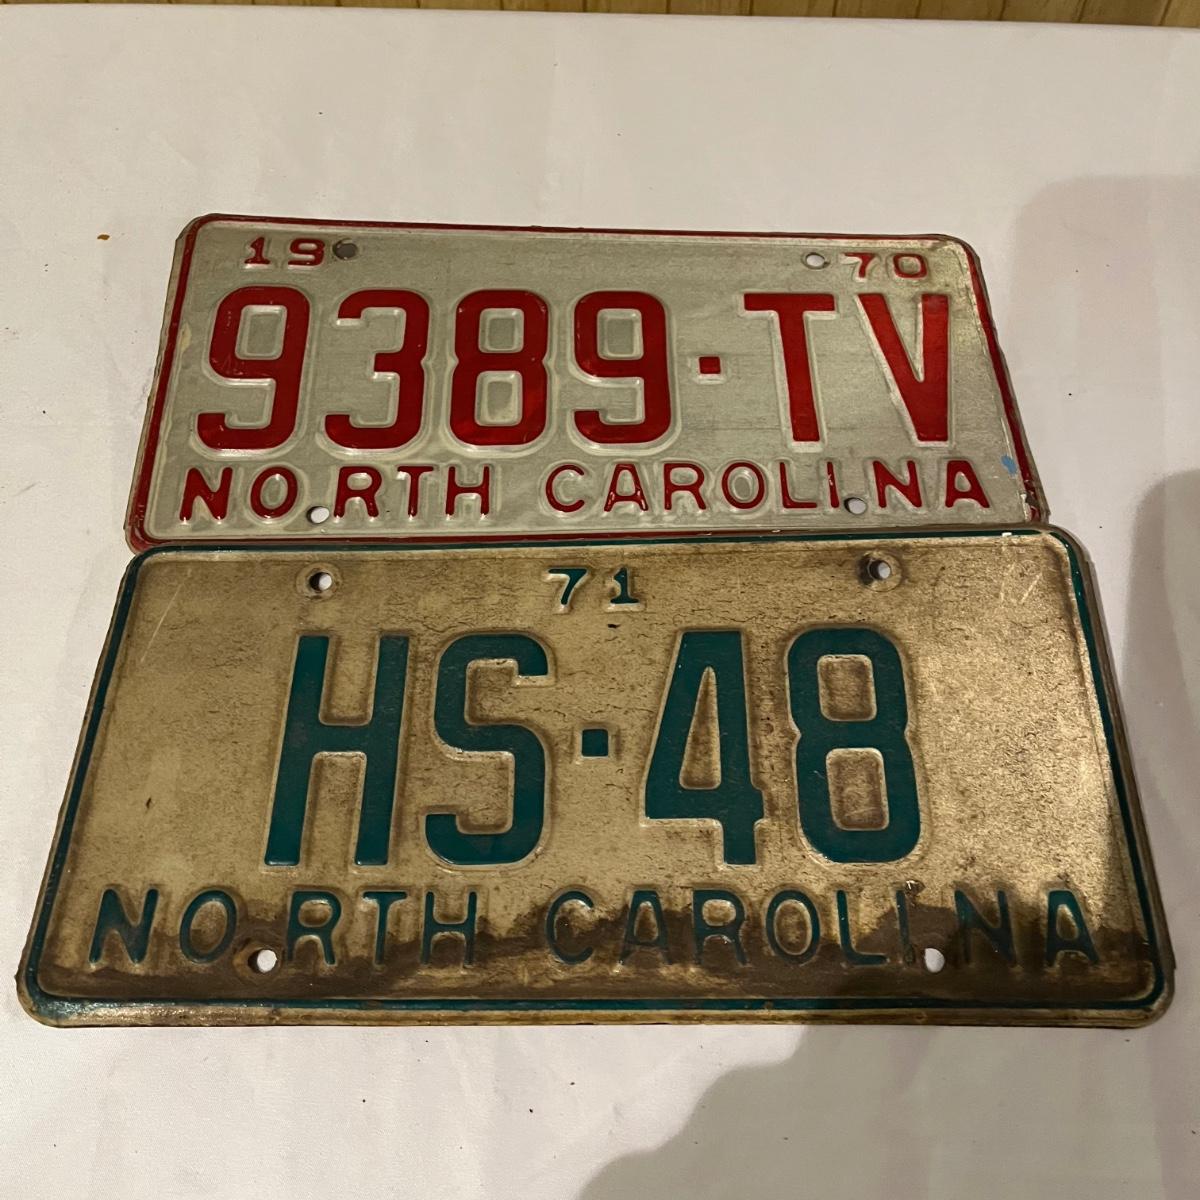 19 70
9389·TV
NORTH CAROLINA
71
HS·48
NORTH CAROLINA